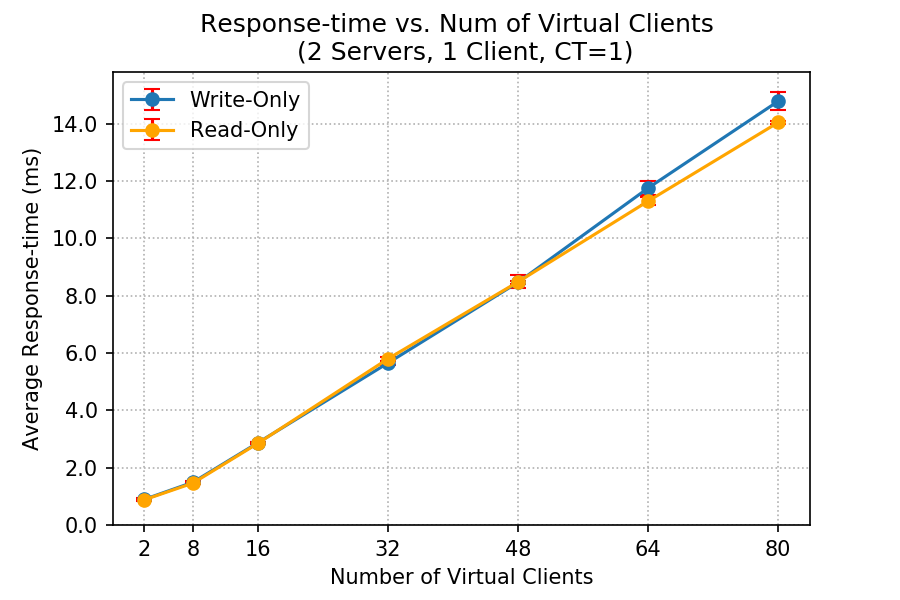 Response-time vs. Num of Virtual Clients
(2 Servers, 1 Client, CT=1)
Write-Only
Read-Only
Average Response-time (ms)
14.0
12.0
10.0
8.0
6.0
4.0
2.0
0.0
2 8 16 32 48 64 80
Number of Virtual Clients